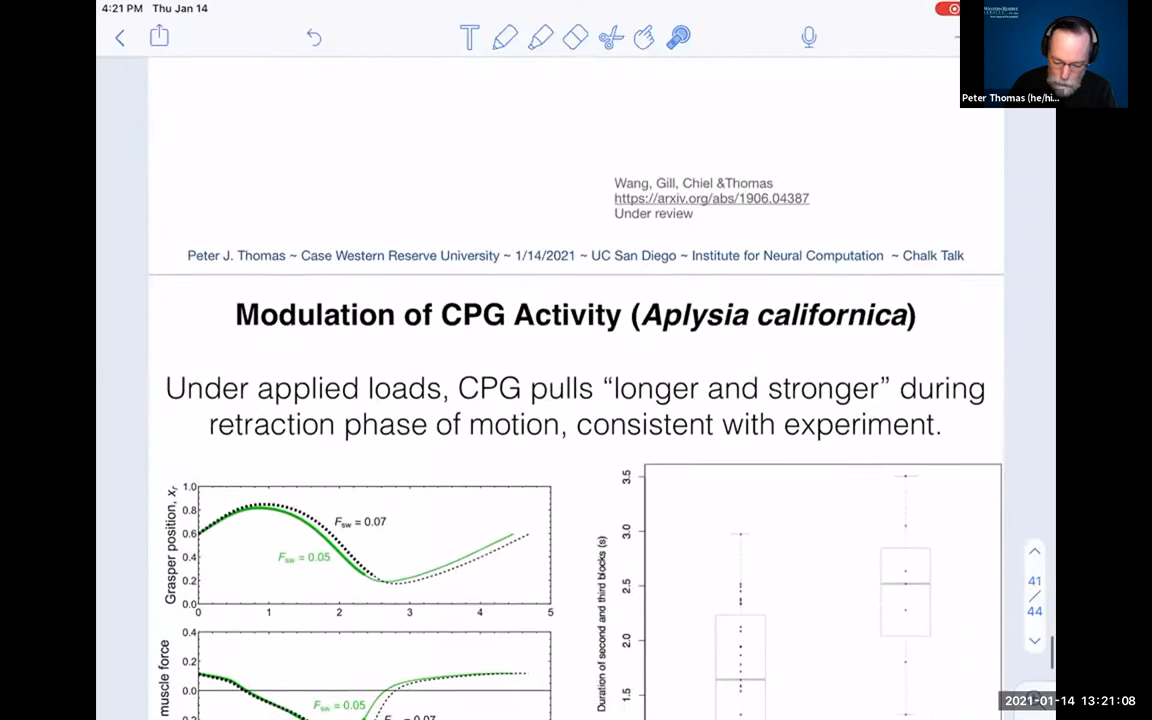 4:21 PM Thu Jan 14
T
Peter Thomas (he/hi...
Wang, Gill, Chiel &Thomas
https://arxiv.org/abs/1906.04387
Under review
Peter J. Thomas ~ Case Western Reserve University ~ 1/14/2021 ~ UC San Diego ~ Institute for Neural Computation ~ Chalk Talk
Modulation of CPG Activity (Aplysia californica)
Under applied loads, CPG pulls “longer and stronger” during
retraction phase of motion, consistent with experiment.
Grasper position, xr
1.0
0.8
0.6
0.4
0.2
0.0
0 1 2 3 4 5
Fsw = 0.07
Fsw = 0.05
muscle force
0.4
0.2
0.0
Fsw = 0.05
Duration of second and third blocks (s)
3.5
3.0
2.5
2.0
1.5
41
/
44
2021-01-14 13:21:08